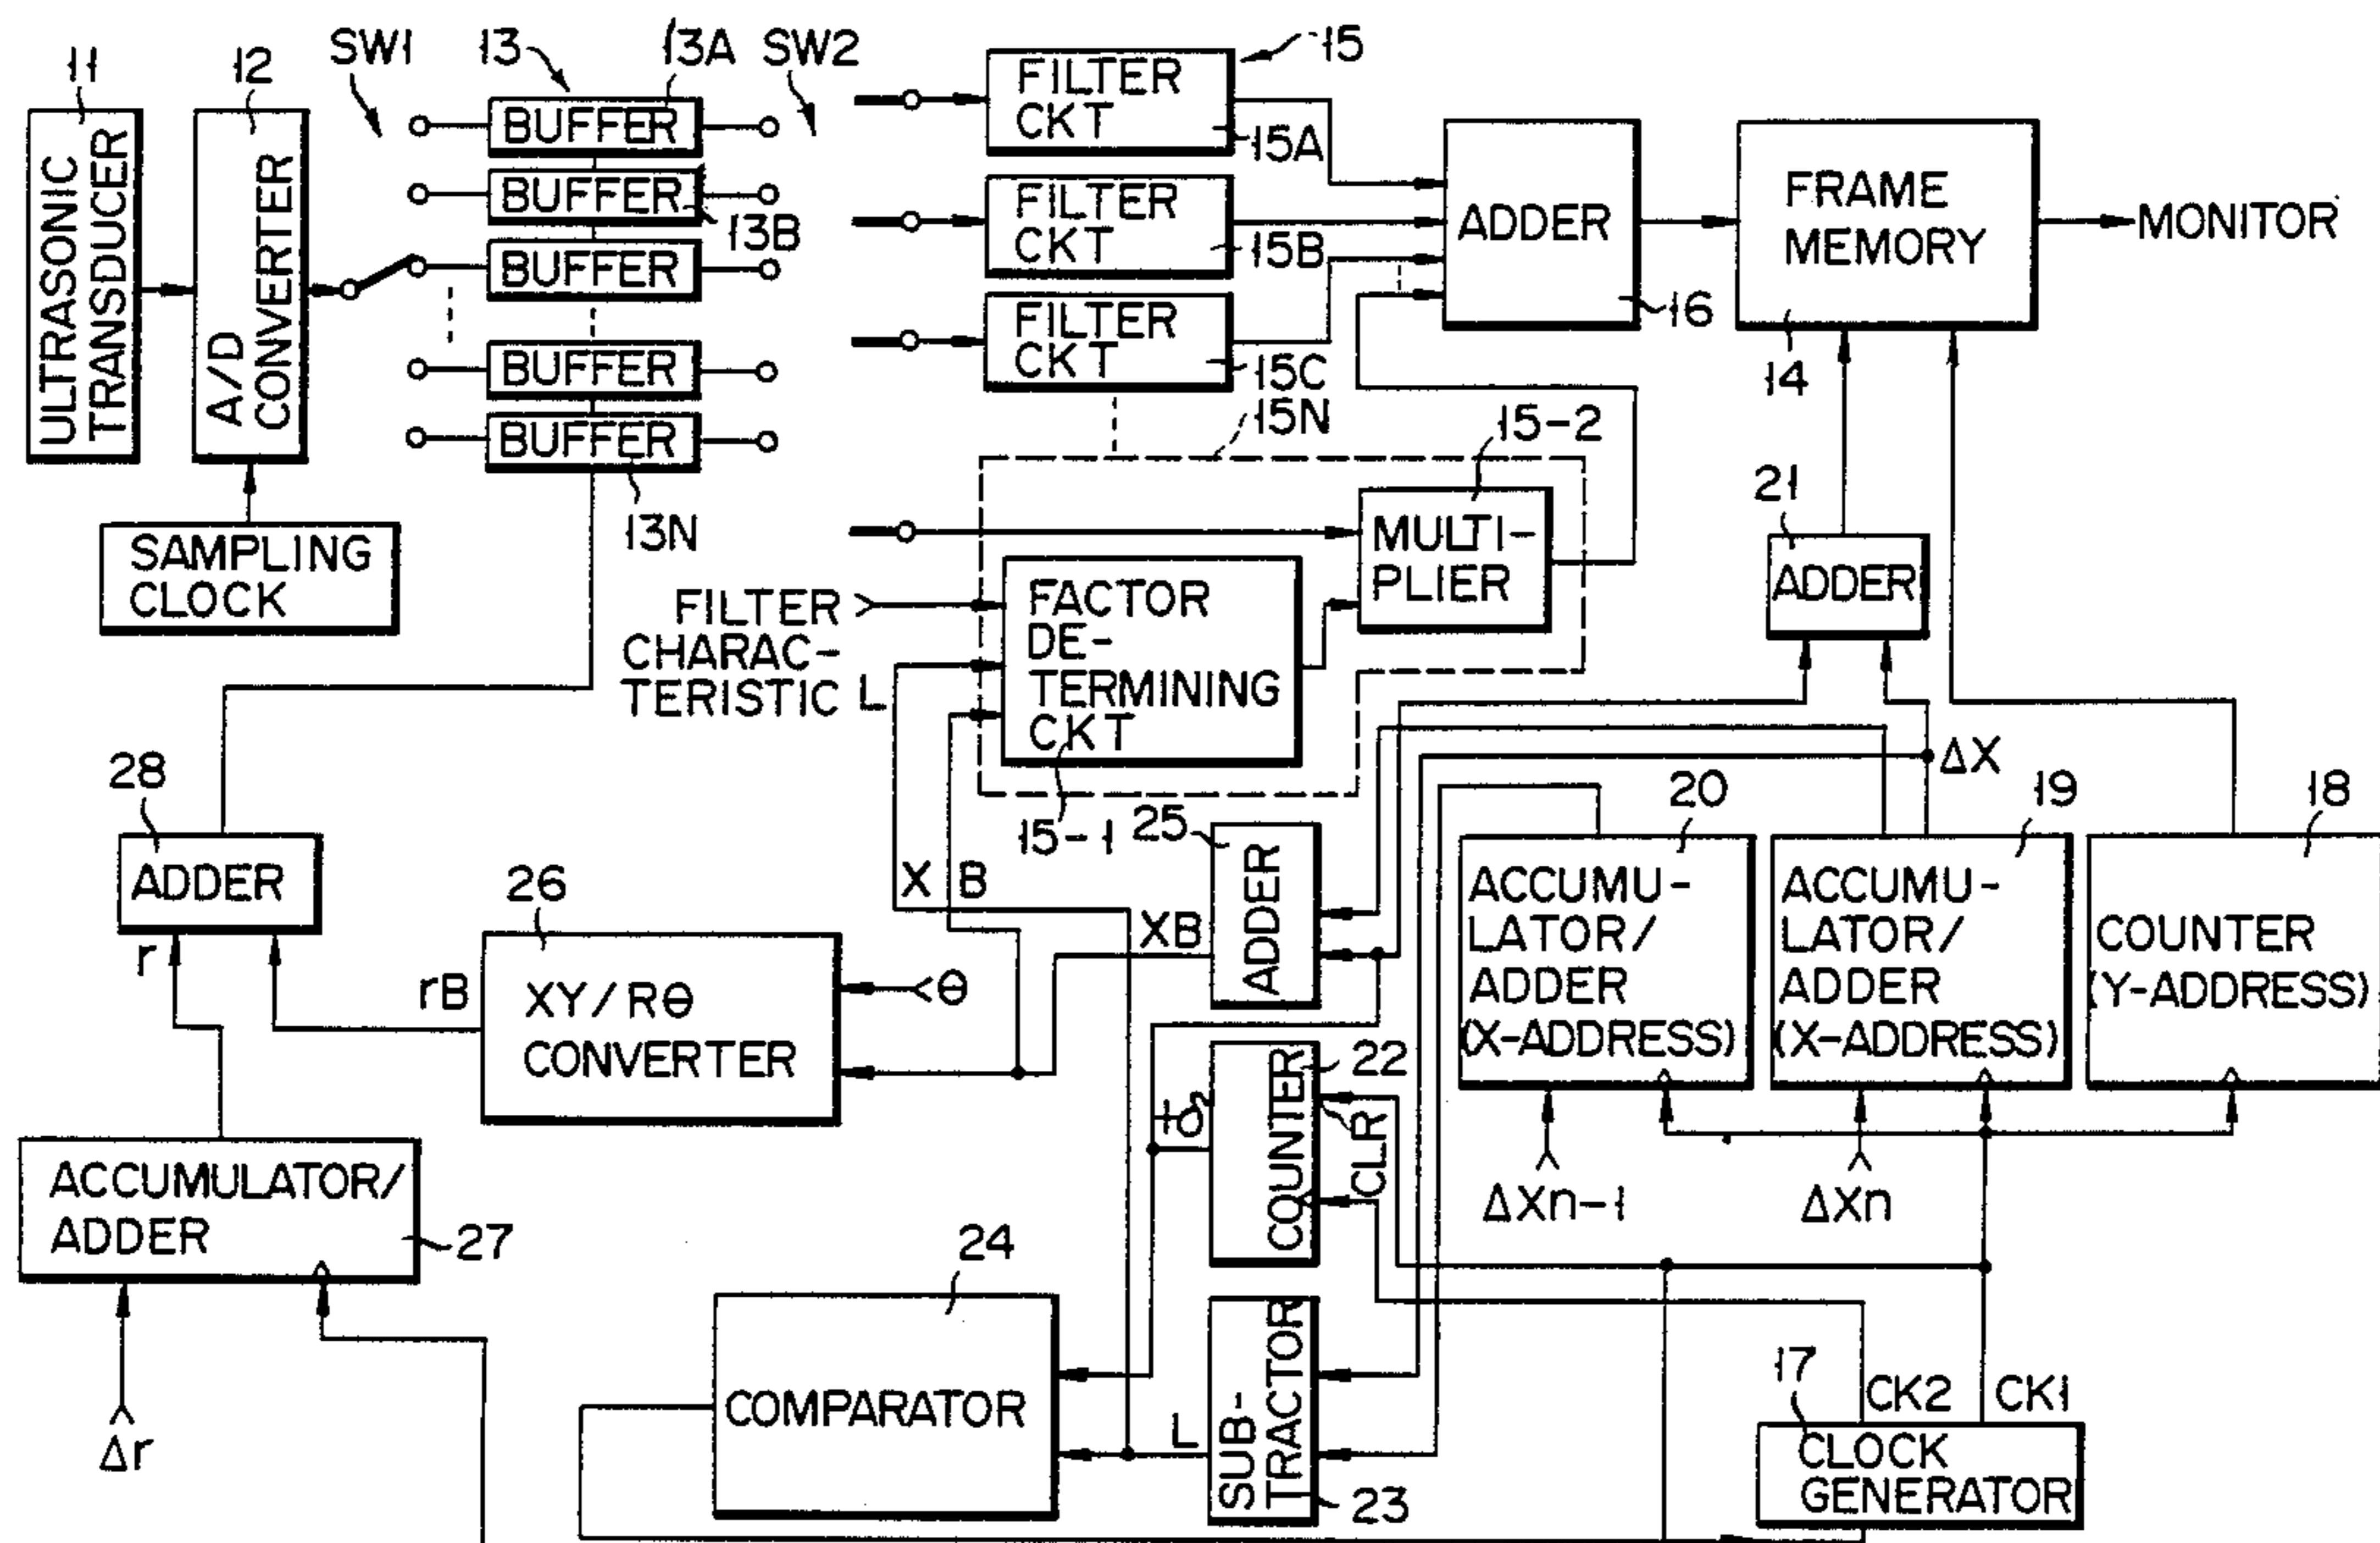 11
12
SW1
13
13A
SW2
15
ULTRASONIC
TRANSDUCER
A/D
CONVERTER
BUFFER
BUFFER
13B
BUFFER
BUFFER
BUFFER
13N
SAMPLING
CLOCK
FILTER
CKT
15A
FILTER
CKT
15B
FILTER
CKT
15C
15N
ADDER
16
FRAME
MEMORY
14
MONITOR
15-2
MULTI-
PLIER
21
ADDER
FILTER
CHARAC-
TERISTIC
L
FACTOR
DE-
TERMINING
CKT
15-1
ΔX
28
ADDER
r
26
rB
XY/Rθ
CONVERTER
θ
X
B
XB
25
ADDER
20
ACCUMU-
LATOR/
ADDER
(X-ADDRESS)
19
ACCUMU-
LATOR/
ADDER
(X-ADDRESS)
18
COUNTER
(Y-ADDRESS)
22
COUNTER
CLR
ΔXn-1
ΔXn
ACCUMULATOR/
ADDER
27
Δr
24
COMPARATOR
L
SUB-
TRACTOR
23
17
CK2
CK1
CLOCK
GENERATOR